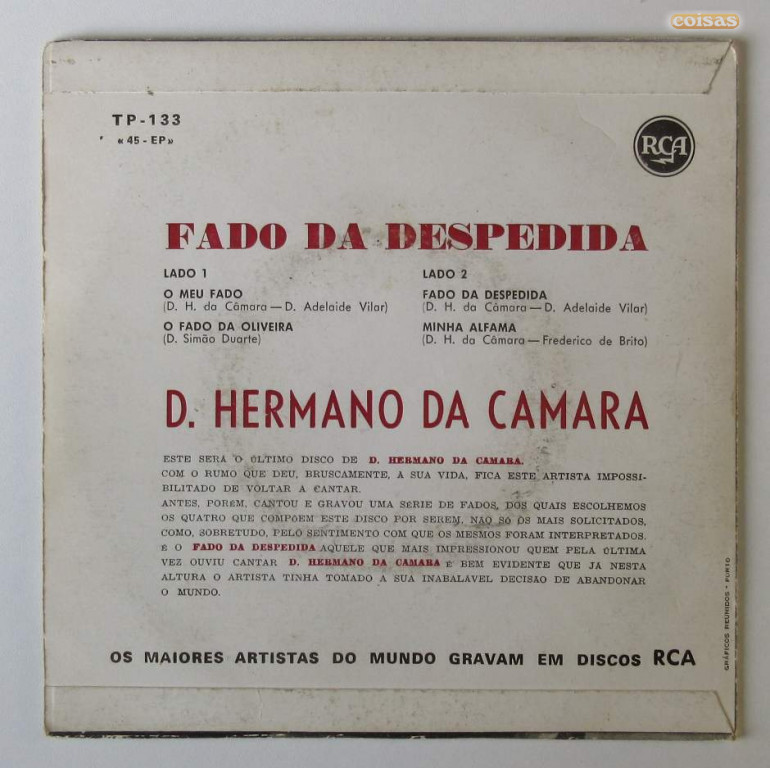 coisas
TP-133
«45-EP»
RCA
FADO DA DESPEDIDA
LADO 1
O MEU FADO
(D. H. da Câmara — D. Adelaide Vilar)
O FADO DA OLIVEIRA
(D. Simão Duarte)
LADO 2
FADO DA DESPEDIDA
(D. H. da Câmara — D. Adelaide Vilar)
MINHA ALFAMA
(D. H. da Câmara — Frederico de Brito)
D. HERMANO DA CAMARA
ESTE SERÁ O ÚLTIMO DISCO DE D. HERMANO DA CAMARA.
COM O RUMO QUE DEU, BRUSCAMENTE, A SUA VIDA, FICA ESTE ARTISTA IMPOSSI-
BILITADO DE VOLTAR A CANTAR.
ANTES, PORÉM, CANTOU E GRAVOU UMA SÉRIE DE FADOS, DOS QUAIS ESCOLHEMOS
OS QUATRO QUE COMPÕEM ESTE DISCO POR SEREM, NÃO SÓ OS MAIS SOLICITADOS,
COMO, SOBRETUDO, PELO SENTIMENTO COM QUE OS MESMOS FORAM INTERPRETADOS.
É O FADO DA DESPEDIDA AQUELE QUE MAIS IMPRESSIONOU QUEM PELA ÚLTIMA
VEZ OUVIU CANTAR D. HERMANO DA CAMARA É BEM EVIDENTE QUE JÁ NESTA
ALTURA O ARTISTA TINHA TOMADO A SUA INABALÁVEL DECISÃO DE ABANDONAR
O MUNDO.
OS MAIORES ARTISTAS DO MUNDO GRAVAM EM DISCOS RCA
GRÁFICOS REUNIDOS * PORTO